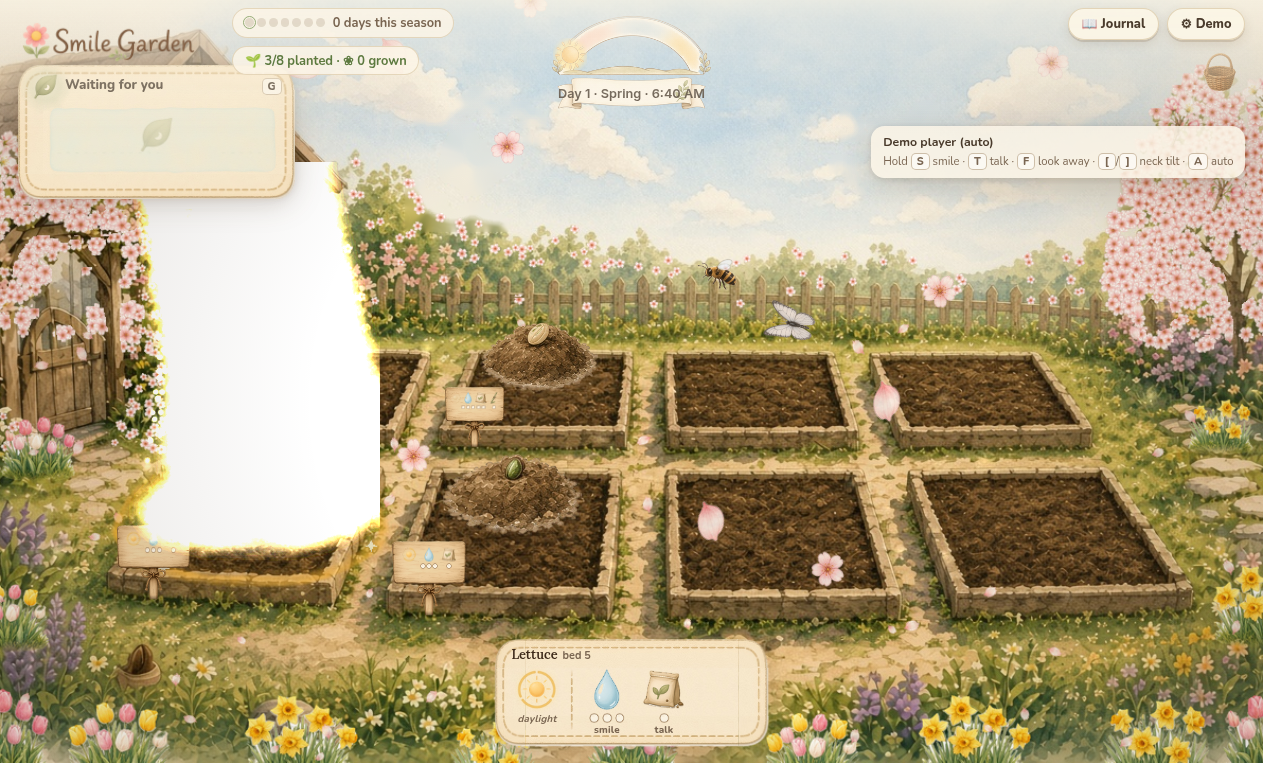 Smile Garden
0 days this season
🌱 3/8 planted · ❀ 0 grown
Waiting for you
G
Day 1 · Spring · 6:40 AM
📖 Journal
⚙ Demo
Demo player (auto)
Hold S smile · T talk · F look away · [ / ] neck tilt · A auto
Lettuce bed 5
daylight
smile
talk